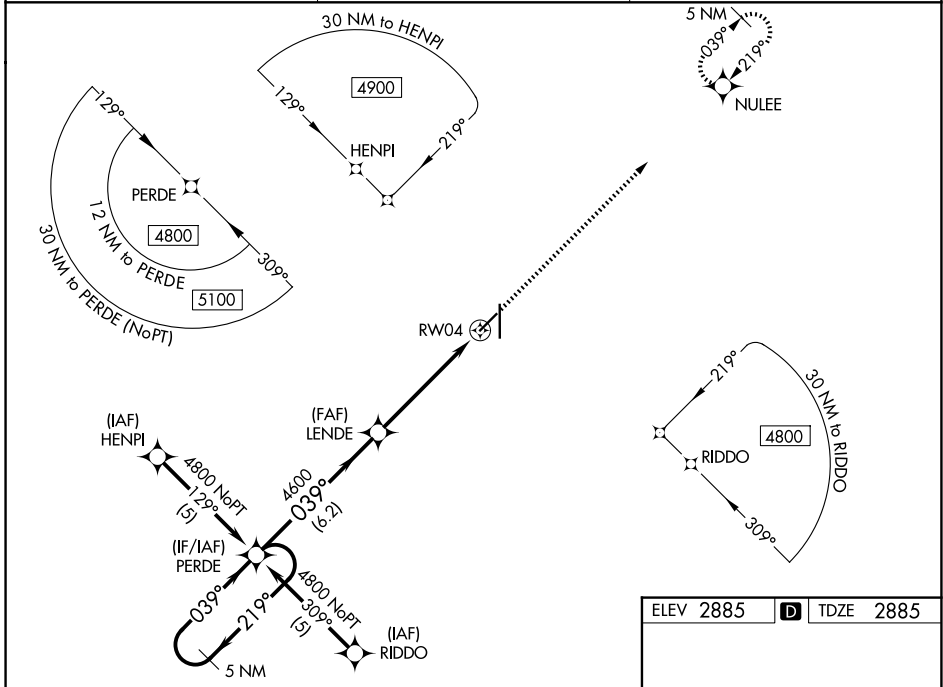 30 NM to HENPI
4900
129°
219°
HENPI
5 NM
039°
219°
NULEE
129°
PERDE
4800
12 NM to PERDE
309°
5100
30 NM to PERDE (NoPT)
RW04
219°
30 NM to RIDDO
4800
RIDDO
309°
(FAF)
LENDE
(IAF)
HENPI
4800 NoPT
129°
(5)
4600
039°
(6.2)
(IF/IAF)
PERDE
039°
219°
5 NM
4800 NoPT
309°
(5)
(IAF)
RIDDO
ELEV 2885 D TDZE 2885